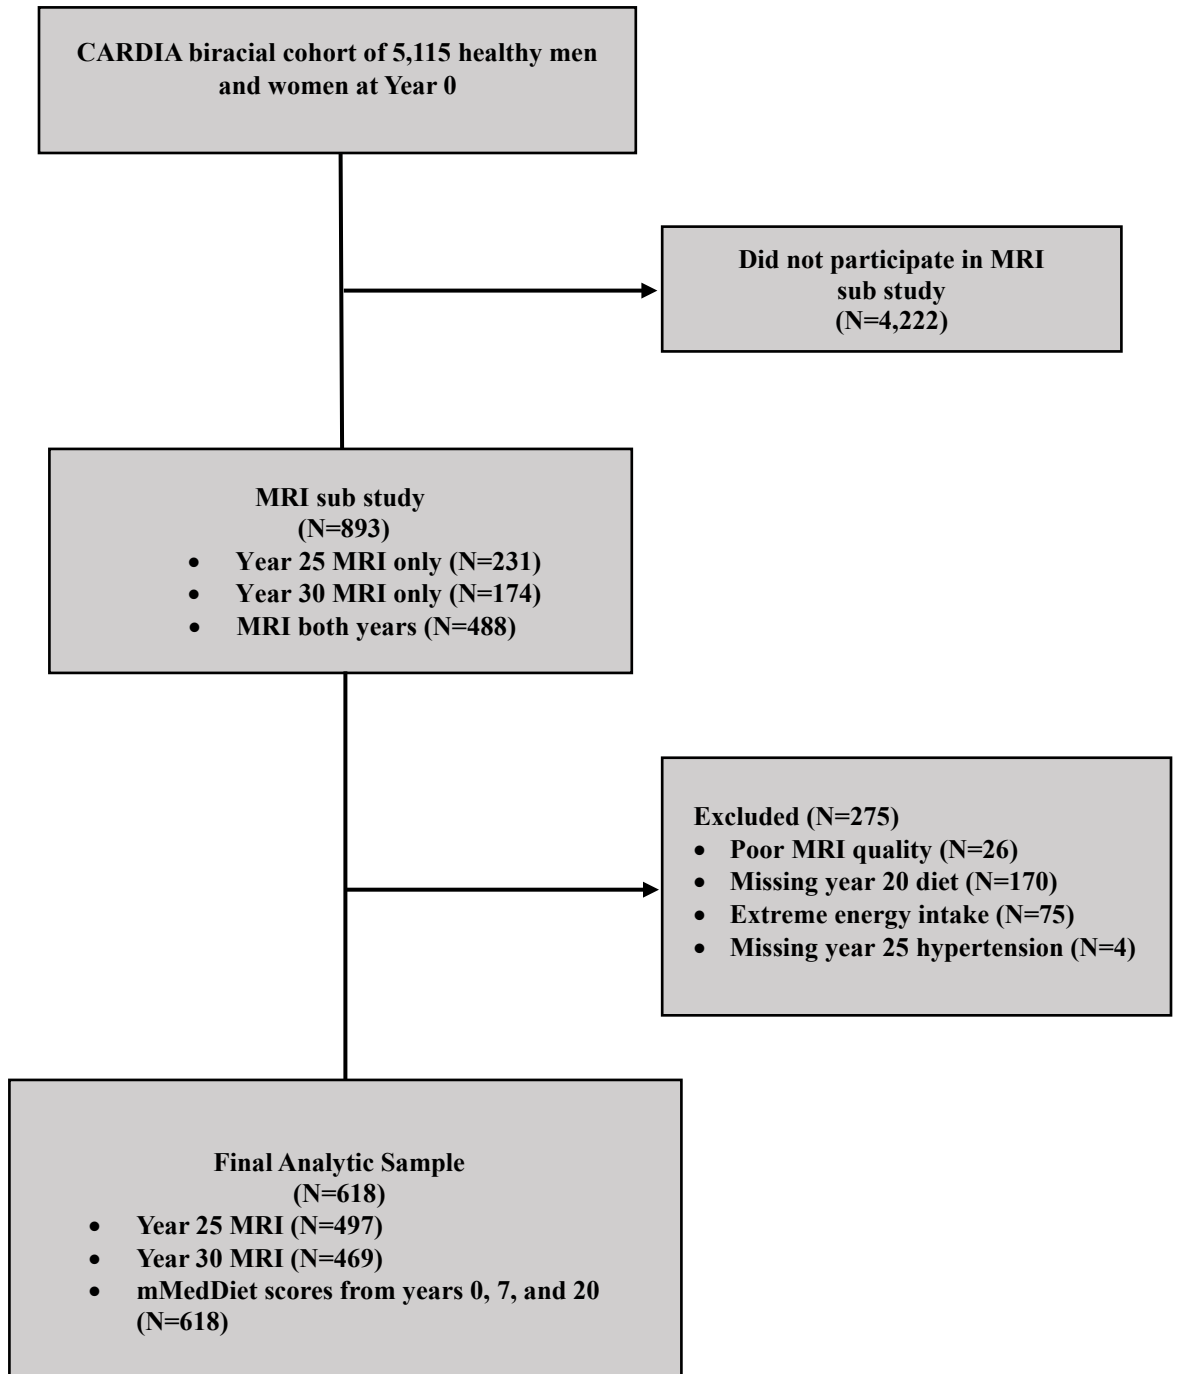 CARDIA biracial cohort of 5,115 healthy men
and women at Year 0
Did not participate in MRI
sub study
(N=4,222)
MRI sub study
(N=893)
• Year 25 MRI only (N=231)
• Year 30 MRI only (N=174)
• MRI both years (N=488)
Excluded (N=275)
• Poor MRI quality (N=26)
• Missing year 20 diet (N=170)
• Extreme energy intake (N=75)
• Missing year 25 hypertension (N=4)
Final Analytic Sample
(N=618)
• Year 25 MRI (N=497)
• Year 30 MRI (N=469)
• mMedDiet scores from years 0, 7, and 20
(N=618)